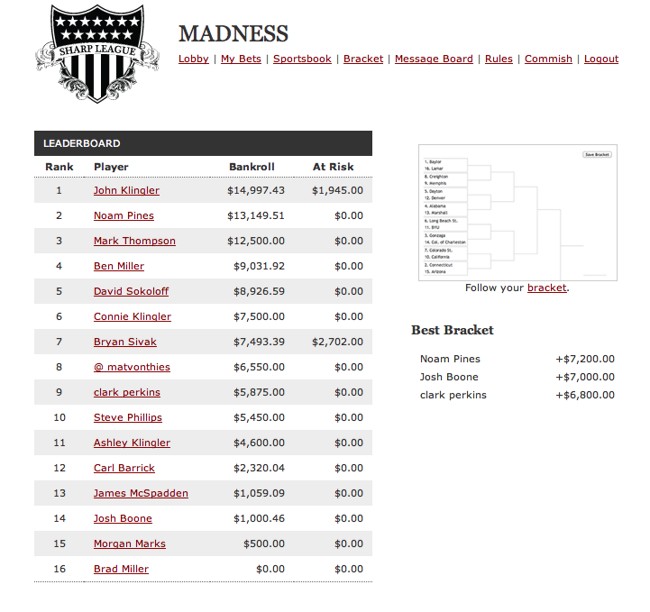 SHARP LEAGUE
MADNESS
Lobby | My Bets | Sportsbook | Bracket | Message Board | Rules | Commish | Logout
LEADERBOARD
Rank Player Bankroll At Risk
1 John Klingler $14,997.43 $1,945.00
2 Noam Pines $13,149.51 $0.00
3 Mark Thompson $12,500.00 $0.00
4 Ben Miller $9,031.92 $0.00
5 David Sokoloff $8,926.59 $0.00
6 Connie Klingler $7,500.00 $0.00
7 Bryan Sivak $7,493.39 $2,702.00
8 @ matvonthies $6,550.00 $0.00
9 clark perkins $5,875.00 $0.00
10 Steve Phillips $5,450.00 $0.00
11 Ashley Klingler $4,600.00 $0.00
12 Carl Barrick $2,320.04 $0.00
13 James McSpadden $1,059.09 $0.00
14 Josh Boone $1,000.46 $0.00
15 Morgan Marks $500.00 $0.00
16 Brad Miller $0.00 $0.00
Save Bracket
1. Baylor
16. Lamar
8. Creighton
9. Memphis
5. Dayton
12. Denver
4. Alabama
13. Marshall
6. Long Beach St.
11. BYU
3. Gonzaga
14. Col. of Charleston
7. Colorado St.
10. California
2. Connecticut
15. Arizona
Follow your bracket.
Best Bracket
Noam Pines +$7,200.00
Josh Boone +$7,000.00
clark perkins +$6,800.00